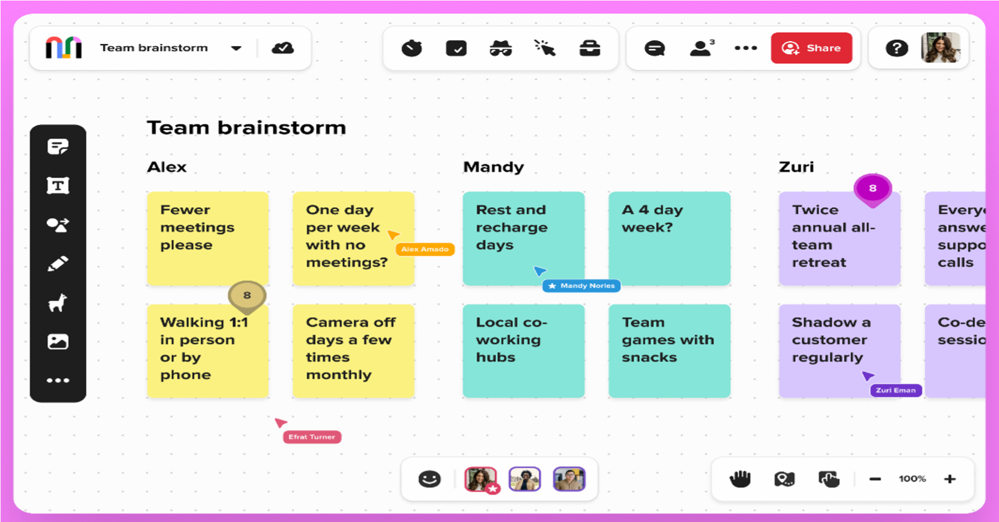 Team brainstorm
3
Share
?
Team brainstorm
Alex
Mandy
Zuri
8
Fewer
meetings
please
One day
per week
with no
meetings?
Alex Amado
Rest and
recharge
days
Mandy Nories
A 4 day
week?
Twice
annual all-
team
retreat
suppo
calls
T
8
Walking 1:1
in person
or by
phone
Camera off
days a few
times
monthly
Local co-
working
hubs
Team
games with
snacks
Shadow a
customer
regularly
Zuri Eman
Co-de
sessio
Efrat Turner
100%